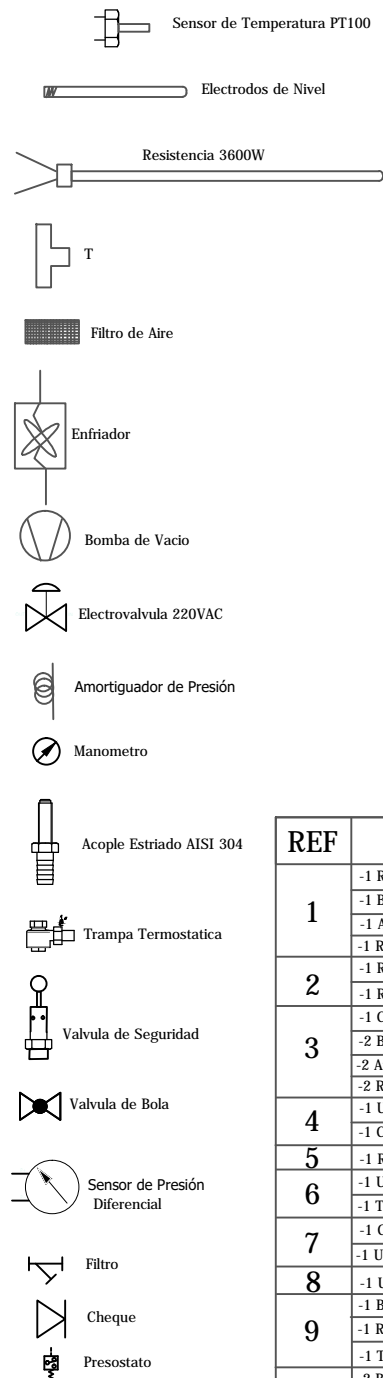 Sensor de Temperatura PT100
Electrodos de Nivel
Resistencia 3600W
T
Filtro de Aire
Enfriador
Bomba de Vacio
Electrovalvula 220VAC
Amortiguador de Presión
Manometro
Acople Estriado AISI 304
Trampa Termostatica
Valvula de Seguridad
Valvula de Bola
Sensor de Presión
Diferencial
Filtro
Cheque
Presostato
REF
1
2
3
4
5
6
7
8
9
-1
-1
-1
-1
-1
-1
-1
-2
-2
-2
-1
-1
-1
-1
-1
-1
-1
-1
-1
-1
-1